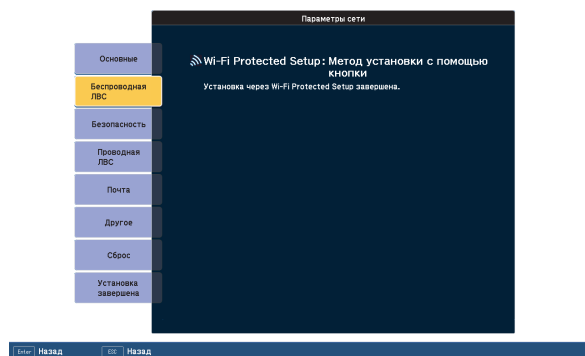 Параметры сети
Основные
Беспроводная
ЛВС
Безопасность
Проводная
ЛВС
Почта
Другое
Сброс
Установка
завершена
Wi-Fi Protected Setup: Метод установки с помощью
кнопки
Установка через Wi-Fi Protected Setup завершена.
Enter Назад ESC Назад